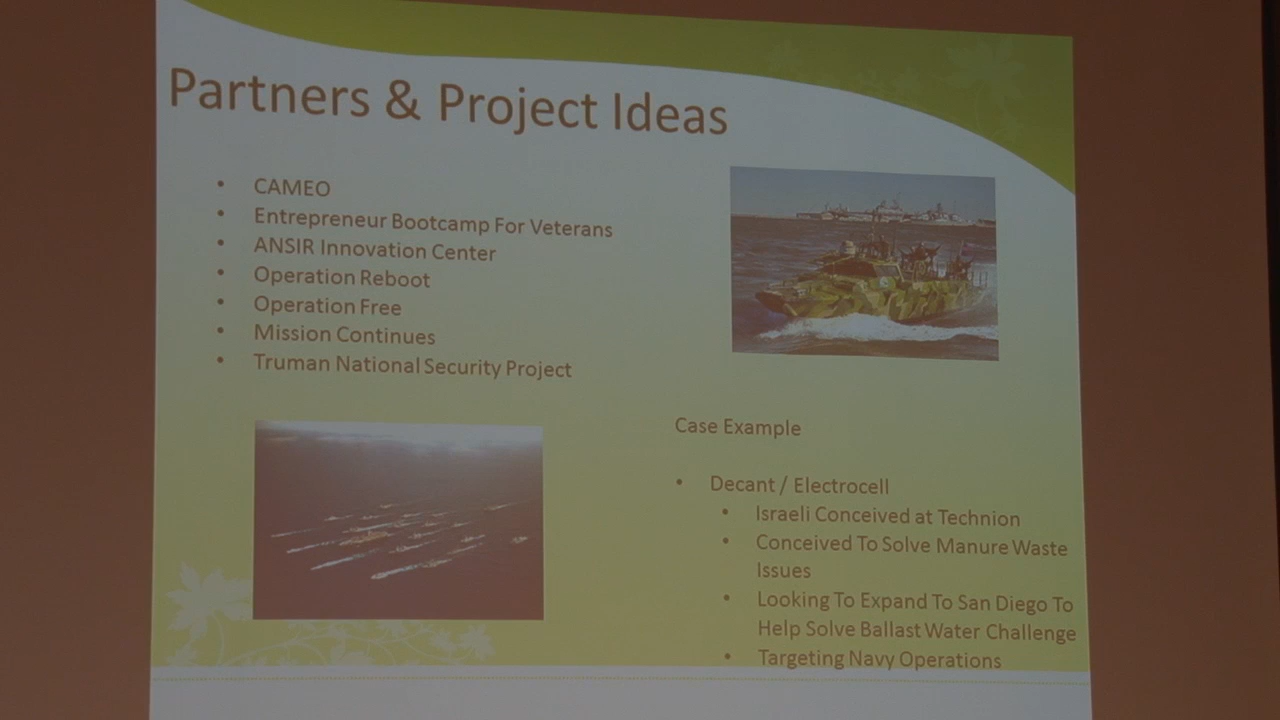 Partners & Project Ideas
• CAMEO
• Entrepreneur Bootcamp For Veterans
• ANSIR Innovation Center
• Operation Reboot
• Operation Free
• Mission Continues
• Truman National Security Project
Case Example
• Decant / Electrocell
• Israeli Conceived at Technion
• Conceived To Solve Manure Waste
Issues
• Looking To Expand To San Diego To
Help Solve Ballast Water Challenge
• Targeting Navy Operations